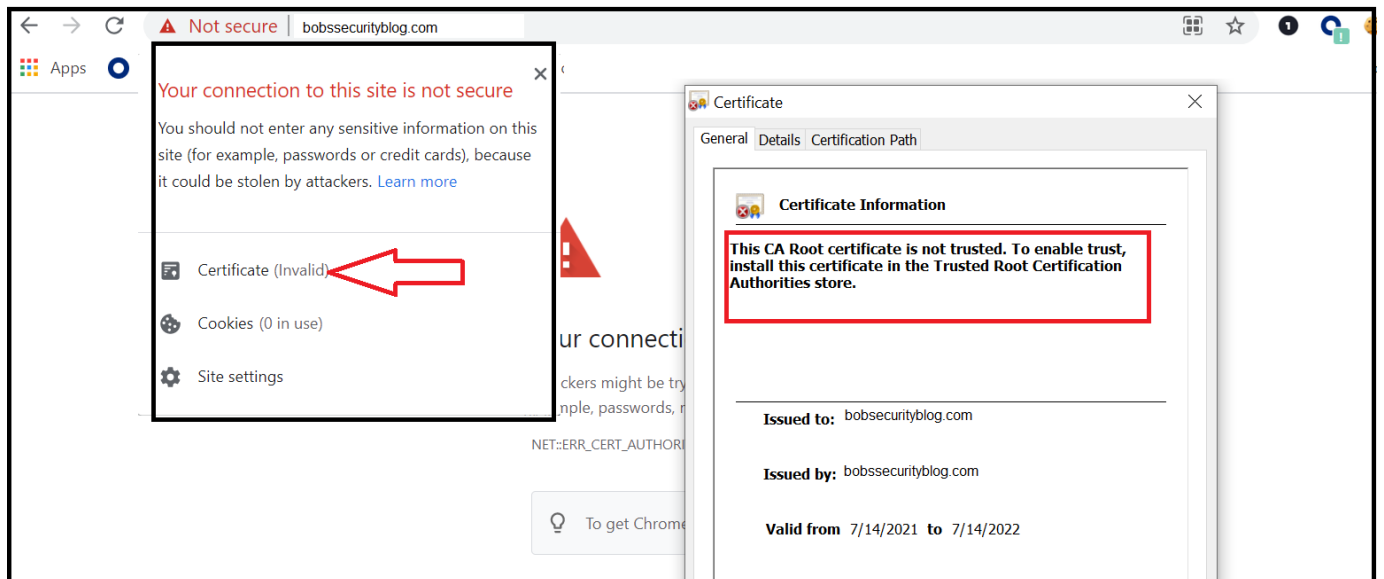 Not secure
bobssecurityblog.com
Apps
Your connection to this site is not secure
You should not enter any sensitive information on this
site (for example, passwords or credit cards), because
it could be stolen by attackers. Learn more
Certificate (Invalid)
Cookies (0 in use)
Site settings
ur connecti
ckers might be try
mple, passwords,
NET::ERR_CERT_AUTHORI
To get Chrome
Certificate
General Details Certification Path
Certificate Information
This CA Root certificate is not trusted. To enable trust,
install this certificate in the Trusted Root Certification
Authorities store.
Issued to: bobsecurityblog.com
Issued by: bobssecurityblog.com
Valid from 7/14/2021 to 7/14/2022